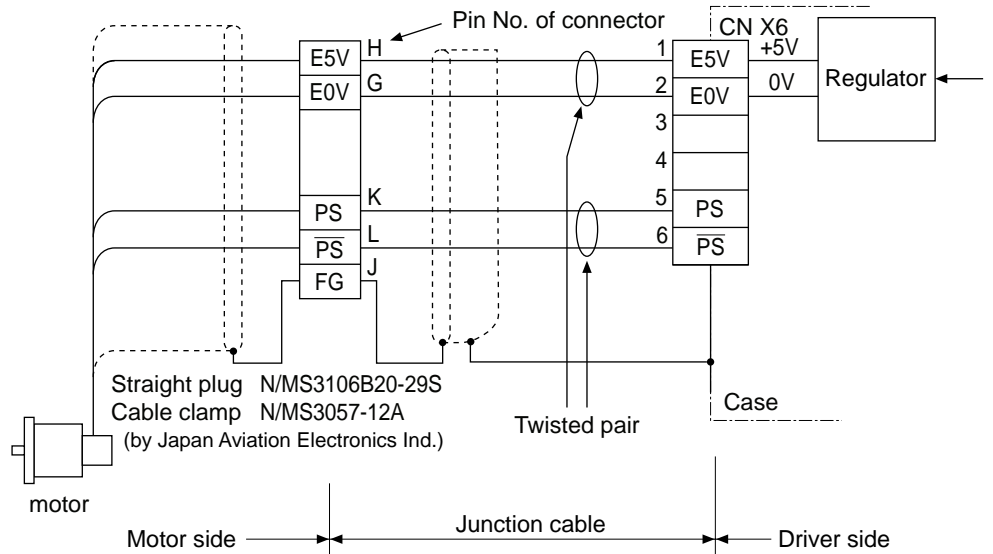 Pin No. of connector
CN X6
H
1
+5V
E5V
E5V
Regulator
G
2
0V
E0V
E0V
3
4
K
5
PS
PS
L
6
P̅S̅
P̅S̅
J
FG
Straight plug N/MS3106B20-29S
Cable clamp N/MS3057-12A
(by Japan Aviation Electronics Ind.)
Twisted pair
Case
motor
Motor side
Junction cable
Driver side